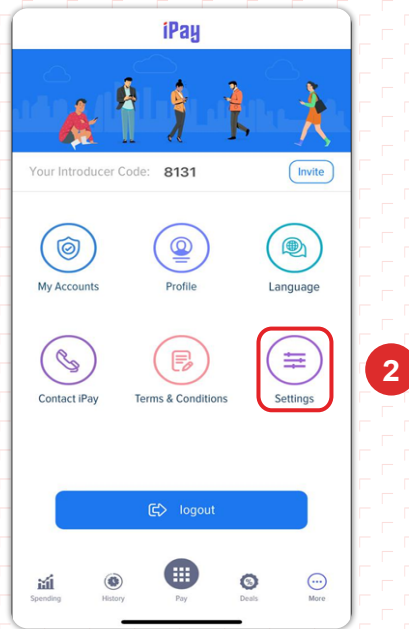 iPay
Your Introducer Code: 8131 Invite
My Accounts Profile Language
Contact iPay Terms & Conditions Settings
2
logout
Spending History Pay Deals More